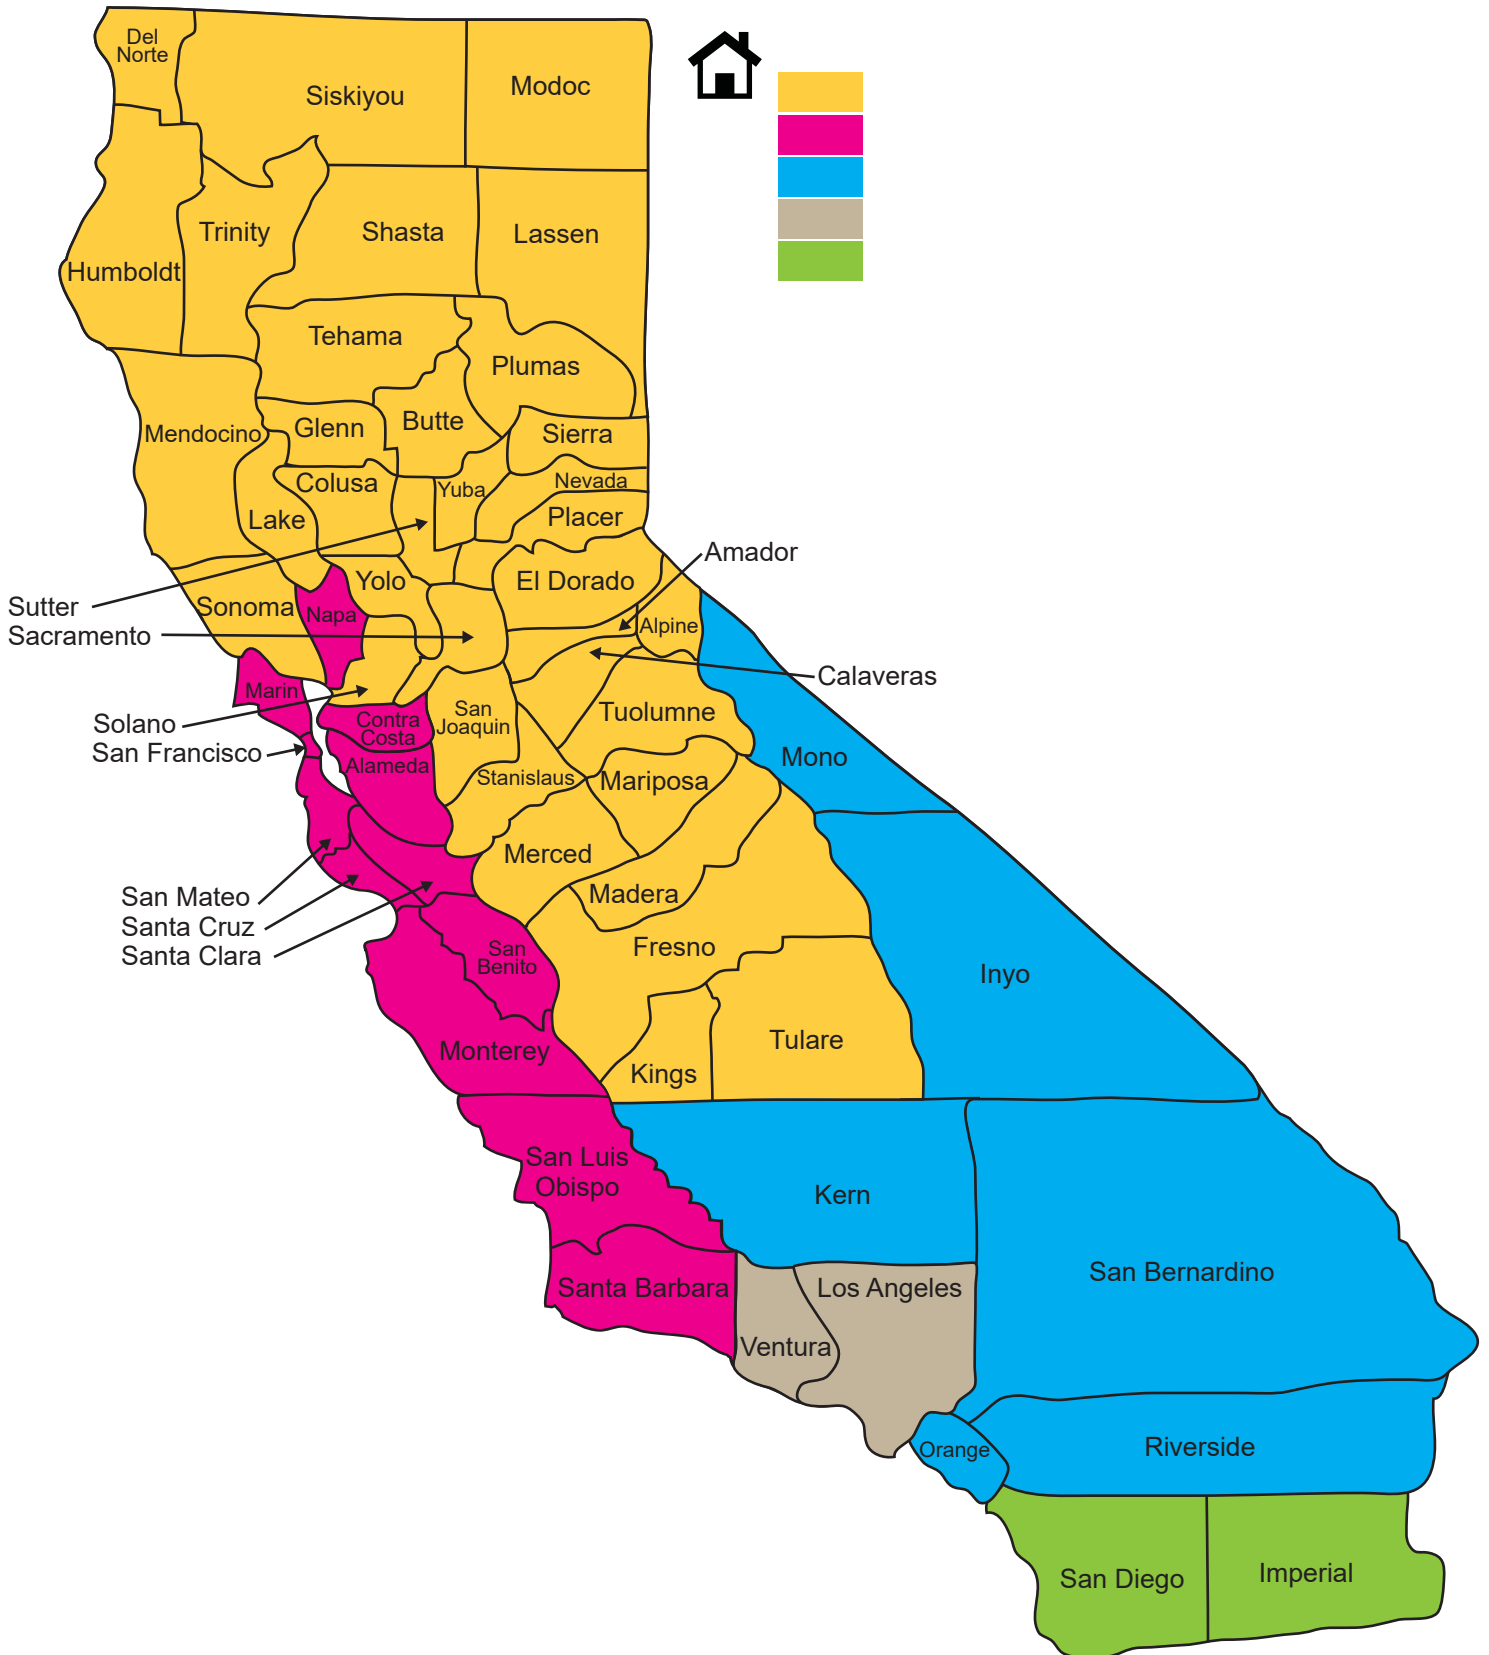 Del
Norte
Siskiyou
Modoc
Trinity
Shasta
Lassen
Humboldt
Tehama
Plumas
Mendocino
Glenn
Butte
Sierra
Colusa
Yuba
Nevada
Lake
Placer
Amador
Yolo
El Dorado
Sutter
Sonoma
Napa
Sacramento
Alpine
Calaveras
Marin
Solano
Contra
Costa
San
Joaquin
Tuolumne
San Francisco
Alameda
Stanislaus
Mariposa
Mono
Merced
San Mateo
Madera
Santa Cruz
Santa Clara
San
Benito
Fresno
Inyo
Monterey
Kings
Tulare
San Luis
Obispo
Kern
Santa Barbara
Los Angeles
San Bernardino
Ventura
Orange
Riverside
San Diego
Imperial